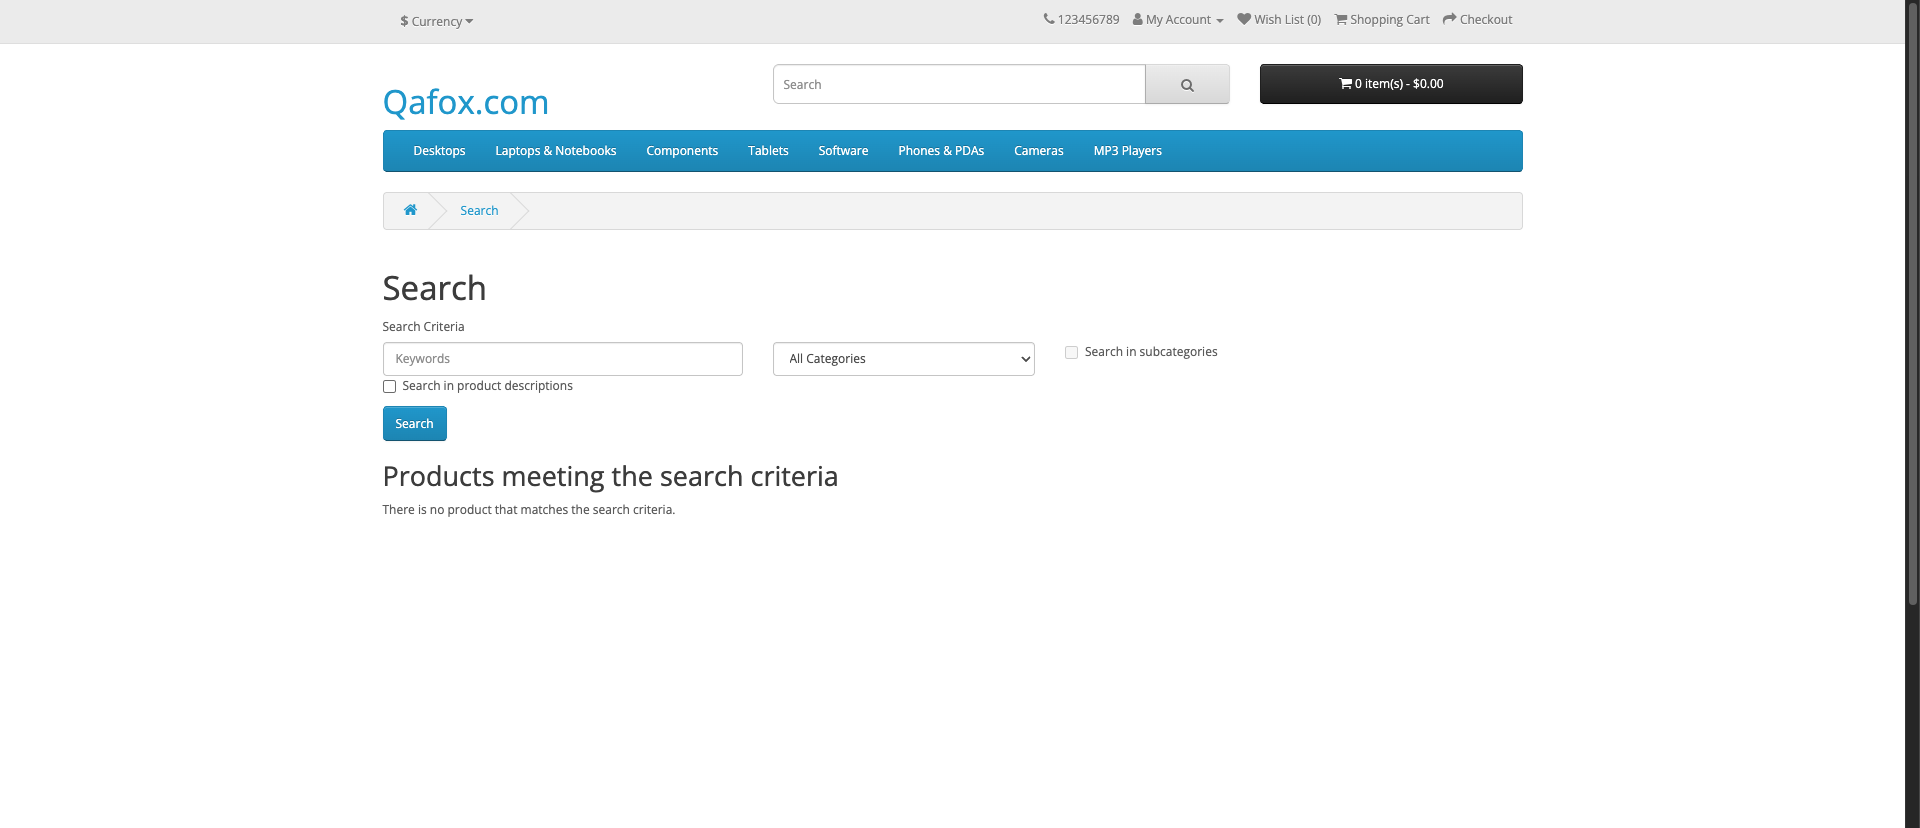 $ Currency
123456789 My Account Wish List (0) Shopping Cart Checkout
Qafox.com
Search
0 item(s) - $0.00
Desktops Laptops & Notebooks Components Tablets Software Phones & PDAs Cameras MP3 Players
Search
Search
Search Criteria
Keywords
All Categories
Search in subcategories
Search in product descriptions
Search
Products meeting the search criteria
There is no product that matches the search criteria.